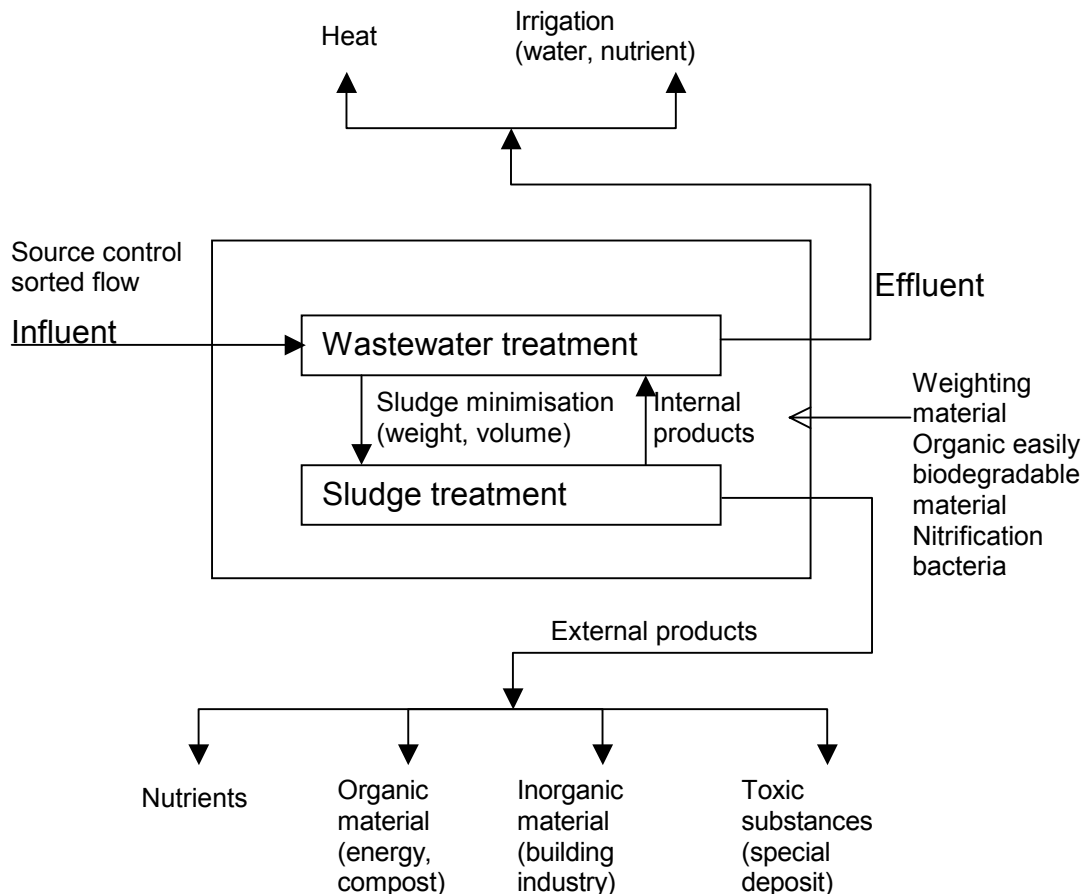 Heat
Irrigation
(water, nutrient)
Source control
sorted flow
Influent
Effluent
Wastewater treatment
Sludge minimisation
(weight, volume)
Internal
products
Sludge treatment
Weighting
material
Organic easily
biodegradable
material
Nitrification
bacteria
External products
Nutrients
Organic
material
(energy,
compost)
Inorganic
material
(building
industry)
Toxic
substances
(special
deposit)